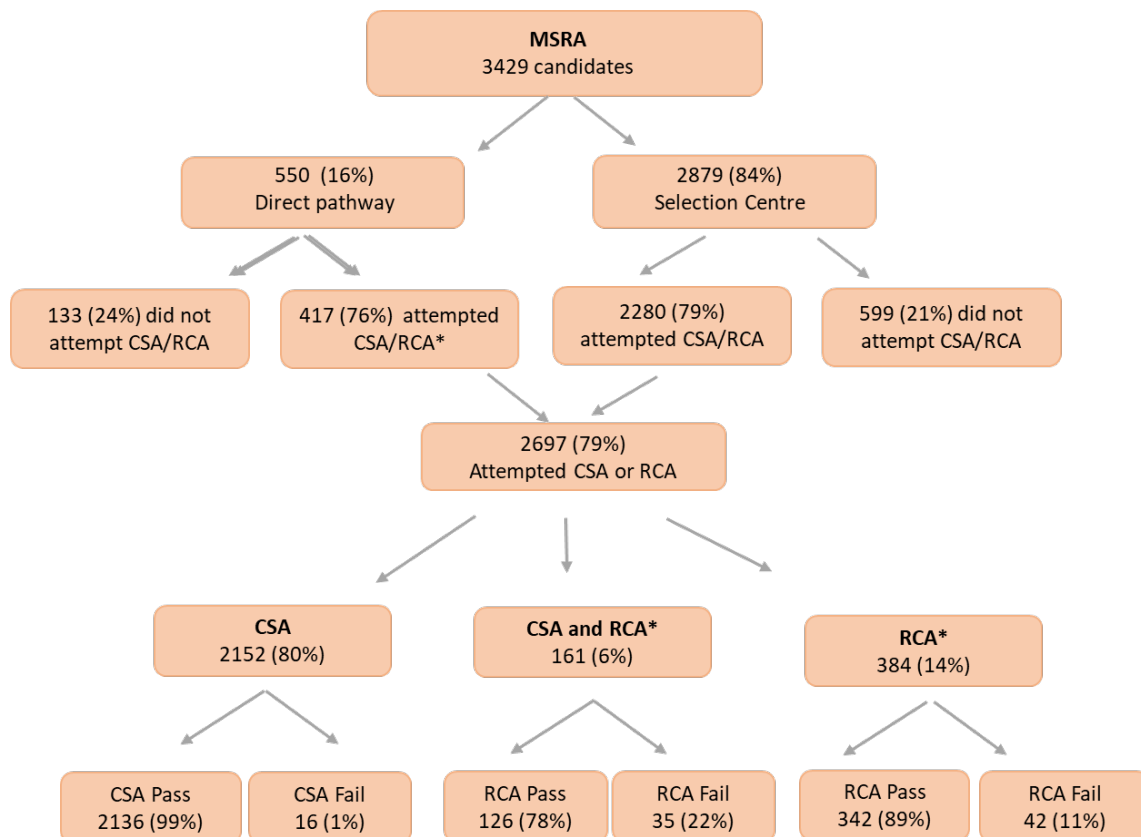 MSRA
3429 candidates
550 (16%)
Direct pathway
2879 (84%)
Selection Centre
133 (24%) did not
attempt CSA/RCA
417 (76%) attempted
CSA/RCA*
2280 (79%)
attempted CSA/RCA
599 (21%) did not
attempt CSA/RCA
2697 (79%)
Attempted CSA or RCA
CSA
2152 (80%)
CSA and RCA*
161 (6%)
RCA*
384 (14%)
CSA Pass
2136 (99%)
CSA Fail
16 (1%)
RCA Pass
126 (78%)
RCA Fail
35 (22%)
RCA Pass
342 (89%)
RCA Fail
42 (11%)